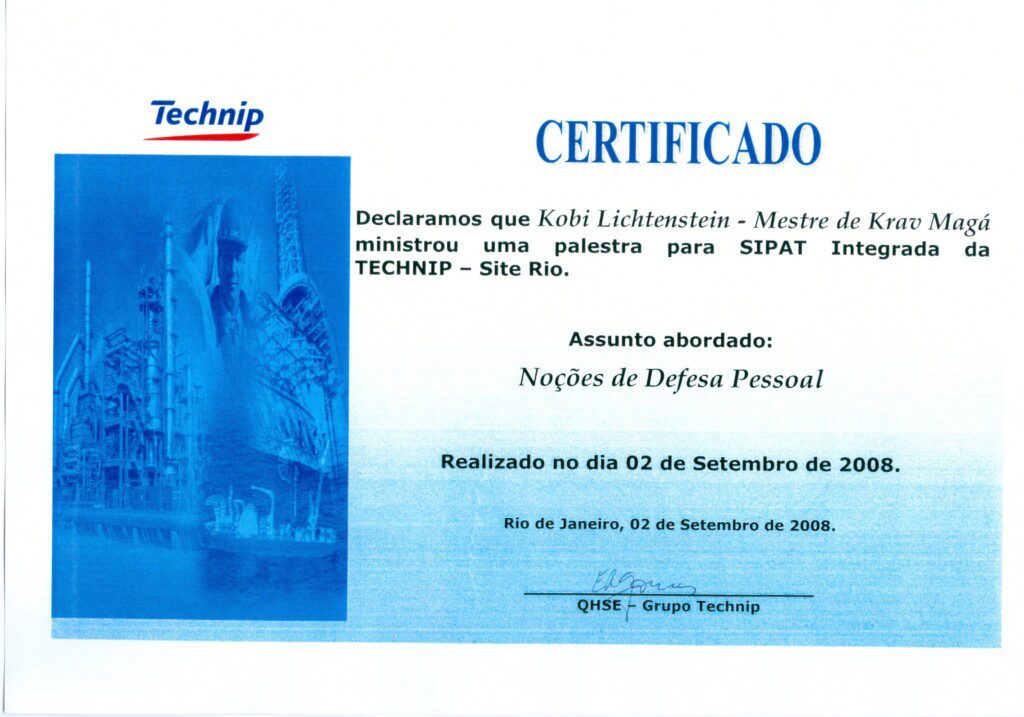 Technip
CERTIFICADO
Declaramos que Kobi Lichtenstein - Mestre de Krav Magá
ministrou uma palestra para SIPAT Integrada da
TECHNIP – Site Rio.
Assunto abordado:
Noções de Defesa Pessoal
Realizado no dia 02 de Setembro de 2008.
Rio de Janeiro, 02 de Setembro de 2008.
QHSE – Grupo Technip